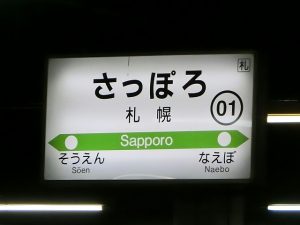 札
さっぽろ
札幌
01
Sapporo
そうえん なえぼ
Sōen Naebo